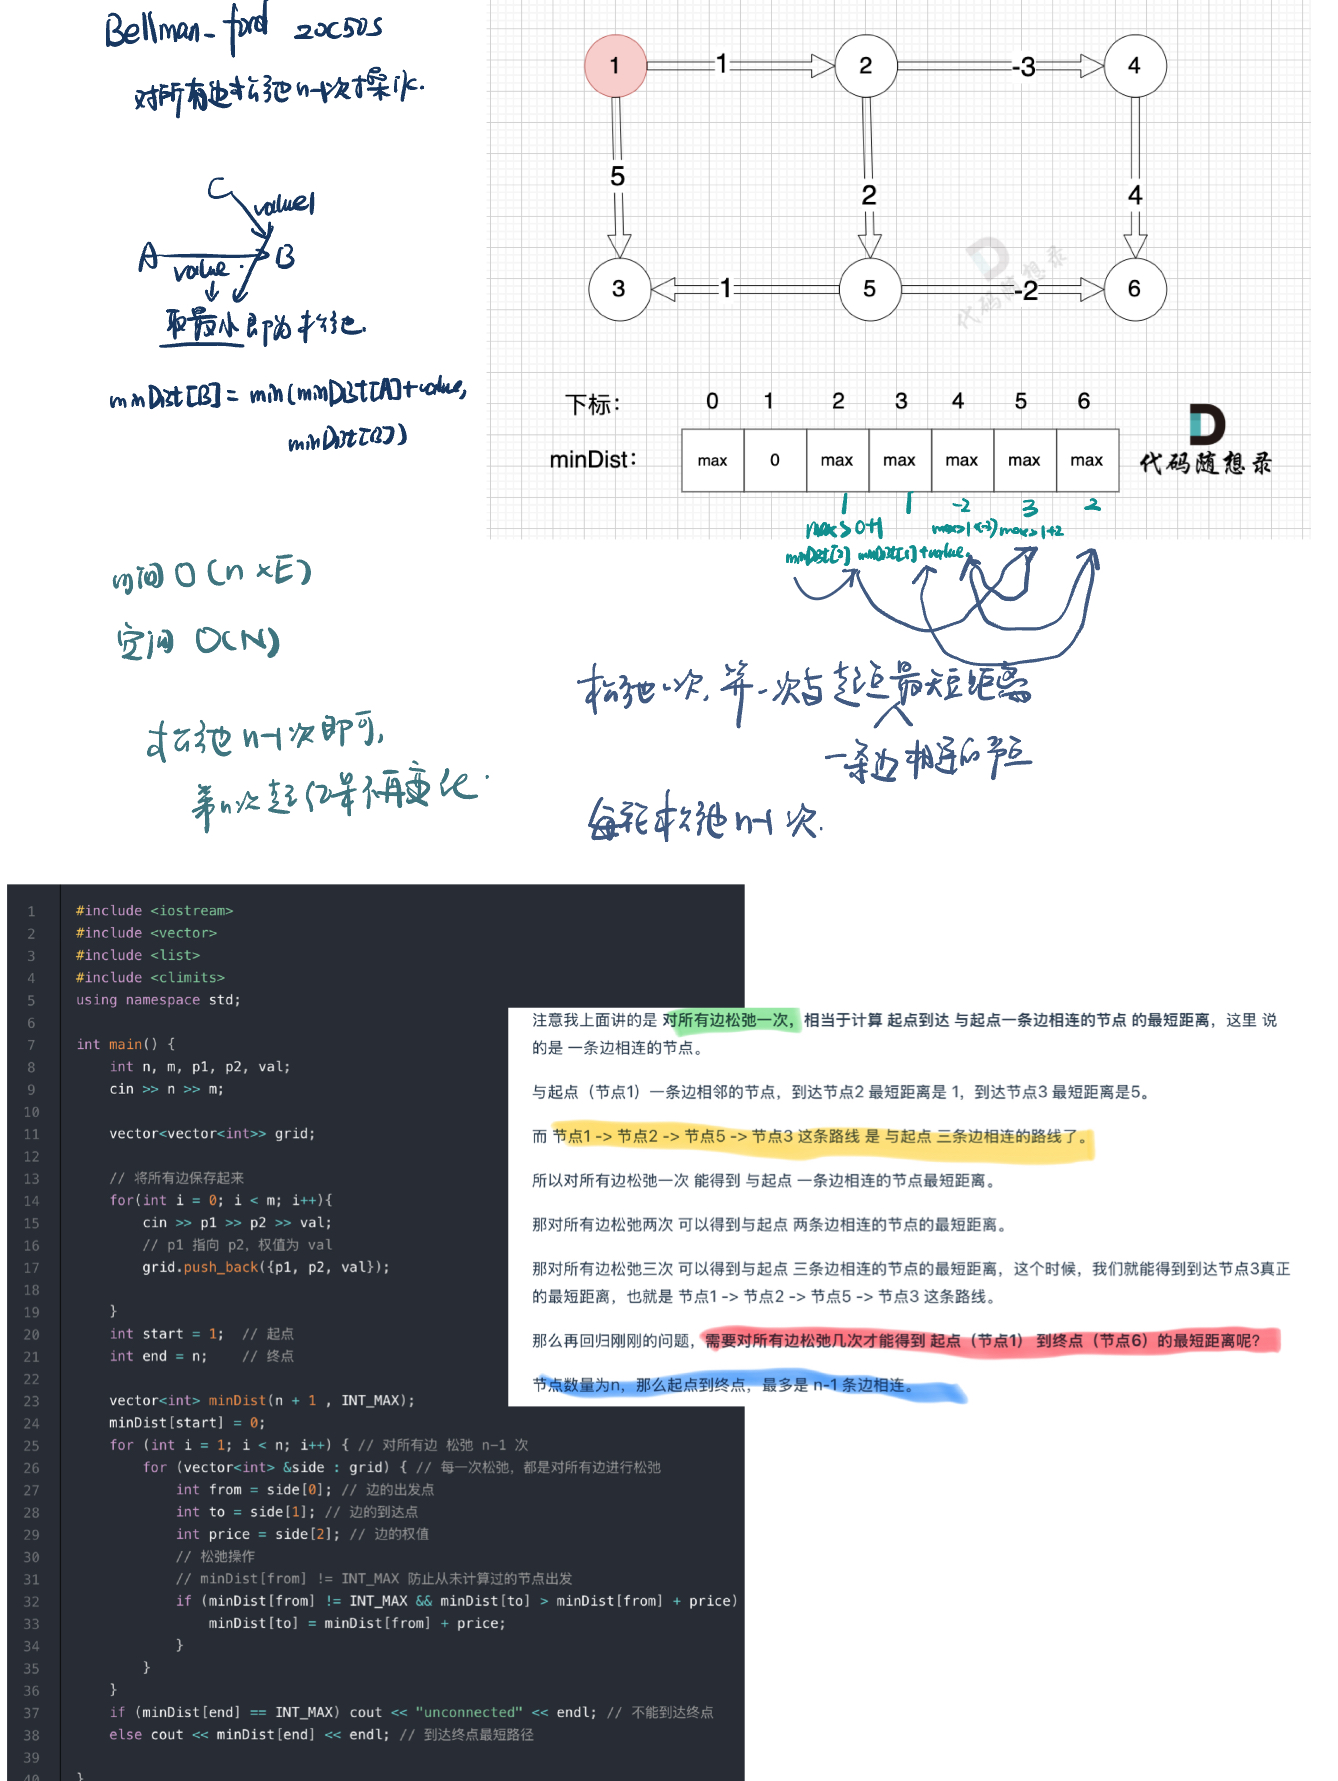 Bellman-ford
对所有边松弛n-1次操作.
C
value1
A
B
value
取最小即为松弛.
minDist[B] = min(minDist[A]+value,
minDist[B])
时间 O(n×E)
空间 O(N)
松弛n-1次即可,
第n次起结果不再变化.
1
1
2
-3
4
5
2
4
3
1
5
-2
6
代码随想录
下标：
0 1 2 3 4 5 6
minDist：
max 0 max max max max max
代码随想录
1 1 -2 3 2
max > 0+1
max>1+(-3)
max>1+2
minDist[2]
minDist[1]+value
松弛一次, 算一次与起点最短距离
一条边相连的节点
每轮松弛n-1次.
1 #include <iostream>
2 #include <vector>
3 #include <list>
4 #include <climits>
5 using namespace std;
6
7 int main() {
8 int n, m, p1, p2, val;
9 cin >> n >> m;
10
11 vector<vector<int>> grid;
12
13 // 将所有边保存起来
14 for(int i = 0; i < m; i++){
15 cin >> p1 >> p2 >> val;
16 // p1 指向 p2，权值为 val
17 grid.push_back({p1, p2, val});
18
19 }
20 int start = 1; // 起点
21 int end = n; // 终点
22
23 vector<int> minDist(n + 1 , INT_MAX);
24 minDist[start] = 0;
25 for (int i = 1; i < n; i++) { // 对所有边 松弛 n-1 次
26 for (vector<int> &side : grid) { // 每一次松弛，都是对所有边进行松弛
27 int from = side[0]; // 边的出发点
28 int to = side[1]; // 边的到达点
29 int price = side[2]; // 边的权值
30 // 松弛操作
31 // minDist[from] != INT_MAX 防止从未计算过的节点出发
32 if (minDist[from] != INT_MAX && minDist[to] > minDist[from] + price)
33 minDist[to] = minDist[from] + price;
34 }
35 }
36 }
37 if (minDist[end] == INT_MAX) cout << "unconnected" << endl; // 不能到达终点
38 else cout << minDist[end] << endl; // 到达终点最短路径
39
40 }
注意我上面讲的是 对所有边松弛一次，相当于计算 起点到达 与起点一条边相连的节点 的最短距离，这里 说
的是 一条边相连的节点。
与起点（节点1）一条边相邻的节点，到达节点2 最短距离是 1，到达节点3 最短距离是5。
而 节点1 -> 节点2 -> 节点5 -> 节点3 这条路线 是 与起点 三条边相连的路线了。
所以对所有边松弛一次 能得到 与起点 一条边相连的节点最短距离。
那对所有边松弛两次 可以得到与起点 两条边相连的节点的最短距离。
那对所有边松弛三次 可以得到与起点 三条边相连的节点的最短距离，这个时候，我们就能得到到达节点3真正
的最短距离，也就是 节点1 -> 节点2 -> 节点5 -> 节点3 这条路线。
那么再回归刚刚的问题，需要对所有边松弛几次才能得到 起点（节点1） 到终点（节点6）的最短距离呢?
节点数量为n，那么起点到终点，最多是 n-1 条边相连。